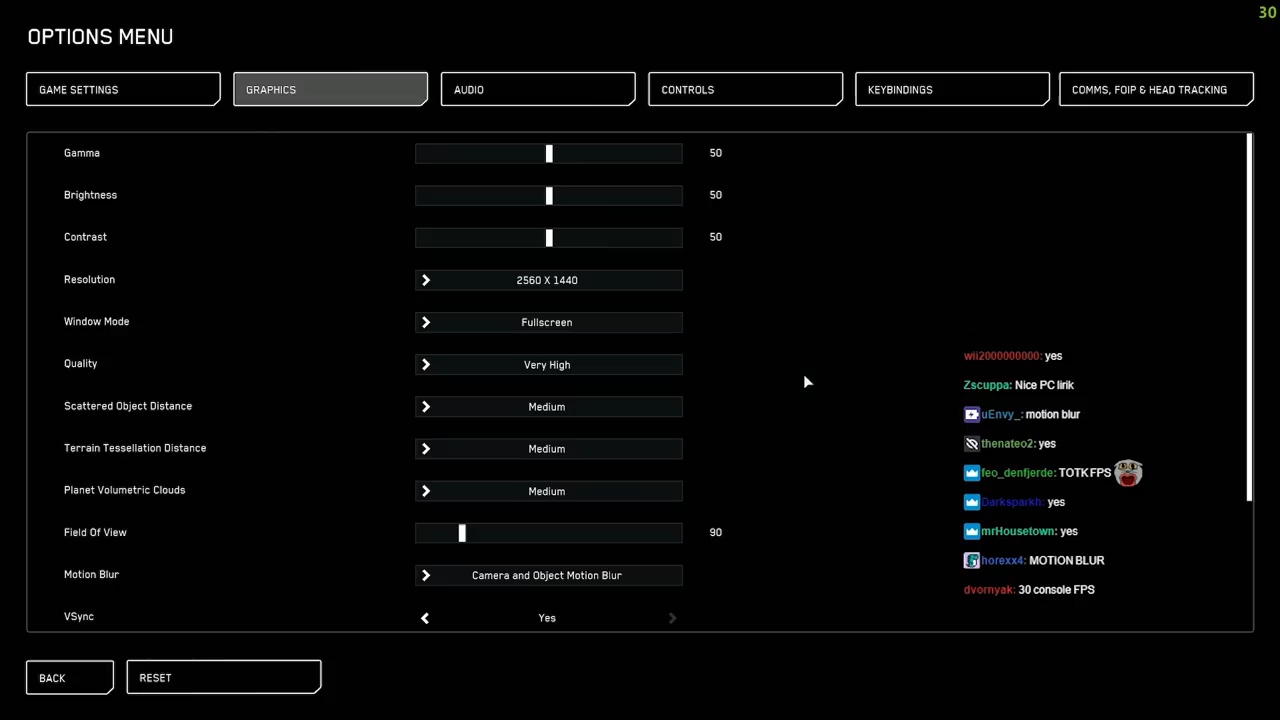 30
OPTIONS MENU
GAME SETTINGS
GRAPHICS
AUDIO
CONTROLS
KEYBINDINGS
COMMS, FOIP & HEAD TRACKING
Gamma 50
Brightness 50
Contrast 50
Resolution 2560 X 1440
Window Mode Fullscreen
Quality Very High
Scattered Object Distance Medium
Terrain Tessellation Distance Medium
Planet Volumetric Clouds Medium
Field Of View 90
Motion Blur Camera and Object Motion Blur
VSync Yes
wii2000000000: yes
Zscuppa: Nice PC lirik
uEnvy_: motion blur
thenateo2: yes
feo_denfjerde: TOTK FPS
Darksparkh: yes
mrHousetown: yes
horexx4: MOTION BLUR
dvornyak: 30 console FPS
BACK
RESET